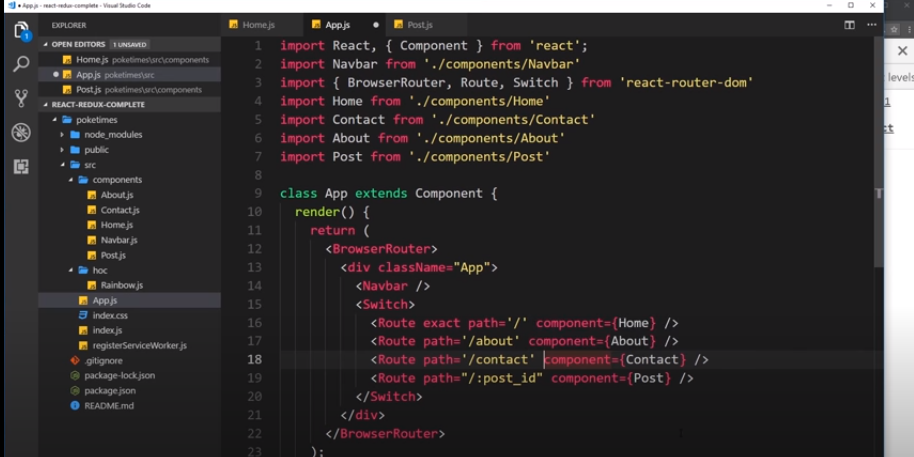 App.js - react-redux-complete - Visual Studio Code
EXPLORER
OPEN EDITORS 1 UNSAVED
Home.js poketimes\src\components
App.js poketimes\src
Post.js poketimes\src\components
REACT-REDUX-COMPLETE
poketimes
node_modules
public
src
components
About.js
Contact.js
Home.js
Navbar.js
Post.js
hoc
Rainbow.js
App.js
index.css
index.js
registerServiceWorker.js
.gitignore
package-lock.json
package.json
README.md
1
Home.js App.js Post.js
1 import React, { Component } from 'react';
2 import Navbar from './components/Navbar'
3 import { BrowserRouter, Route, Switch } from 'react-router-dom'
4 import Home from './components/Home'
5 import Contact from './components/Contact'
6 import About from './components/About'
7 import Post from './components/Post'
8
9 class App extends Component {
10 render() {
11 return (
12 <BrowserRouter>
13 <div className="App">
14 <Navbar />
15 <Switch>
16 <Route exact path='/' component={Home} />
17 <Route path='/about' component={About} />
18 <Route path='/contact' component={Contact} />
19 <Route path="/:post_id" component={Post} />
20 </Switch>
21 </div>
22 </BrowserRouter>
23 );
levels